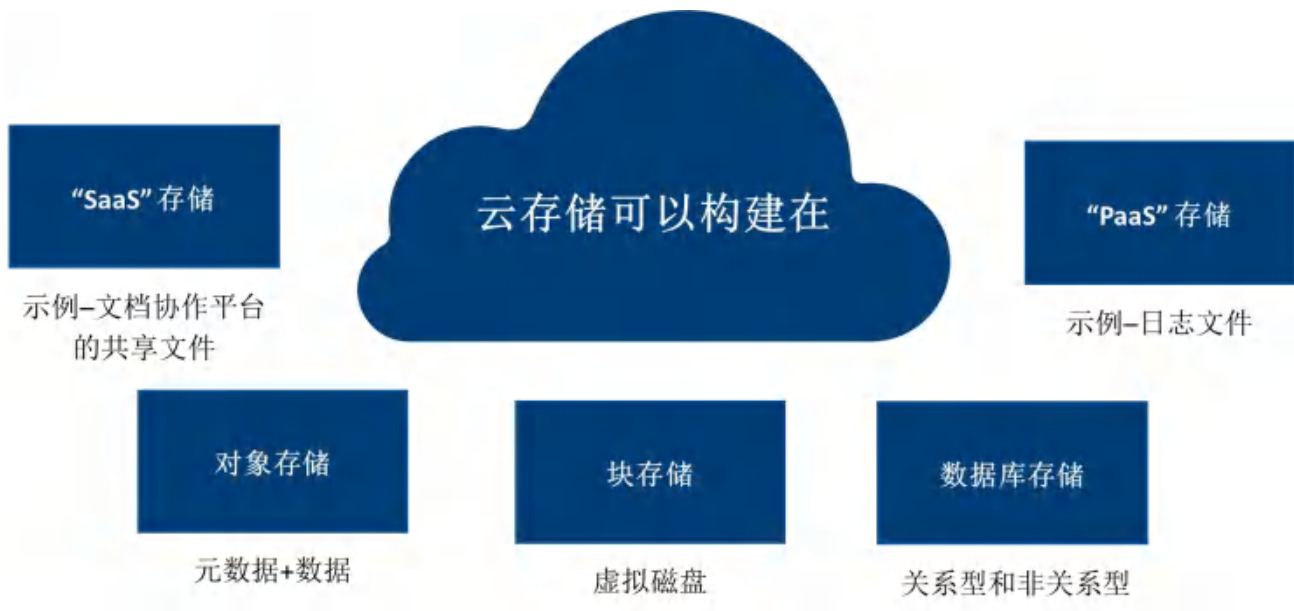 云存储可以构建在
“SaaS” 存储
示例–文档协作平台
的共享文件
“PaaS” 存储
示例–日志文件
对象存储
元数据+数据
块存储
虚拟磁盘
数据库存储
关系型和非关系型